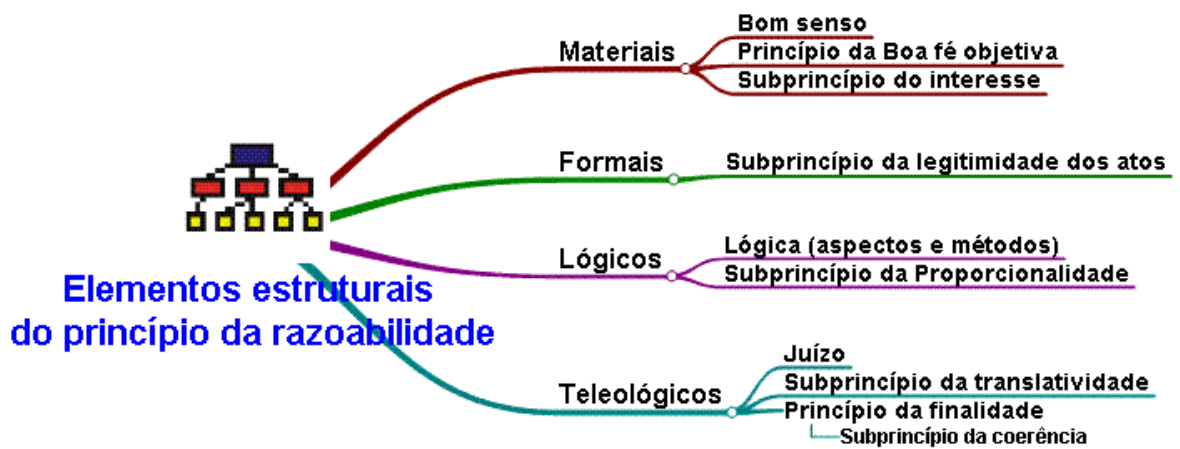 Bom senso
Materiais
Princípio da Boa fé objetiva
Subprincípio do interesse
Formais
Subprincípio da legitimidade dos atos
Lógicos
Lógica (aspectos e métodos)
Subprincípio da Proporcionalidade
Elementos estruturais
do princípio da razoabilidade
Teleológicos
Juízo
Subprincípio da translatividade
Princípio da finalidade
Subprincípio da coerência